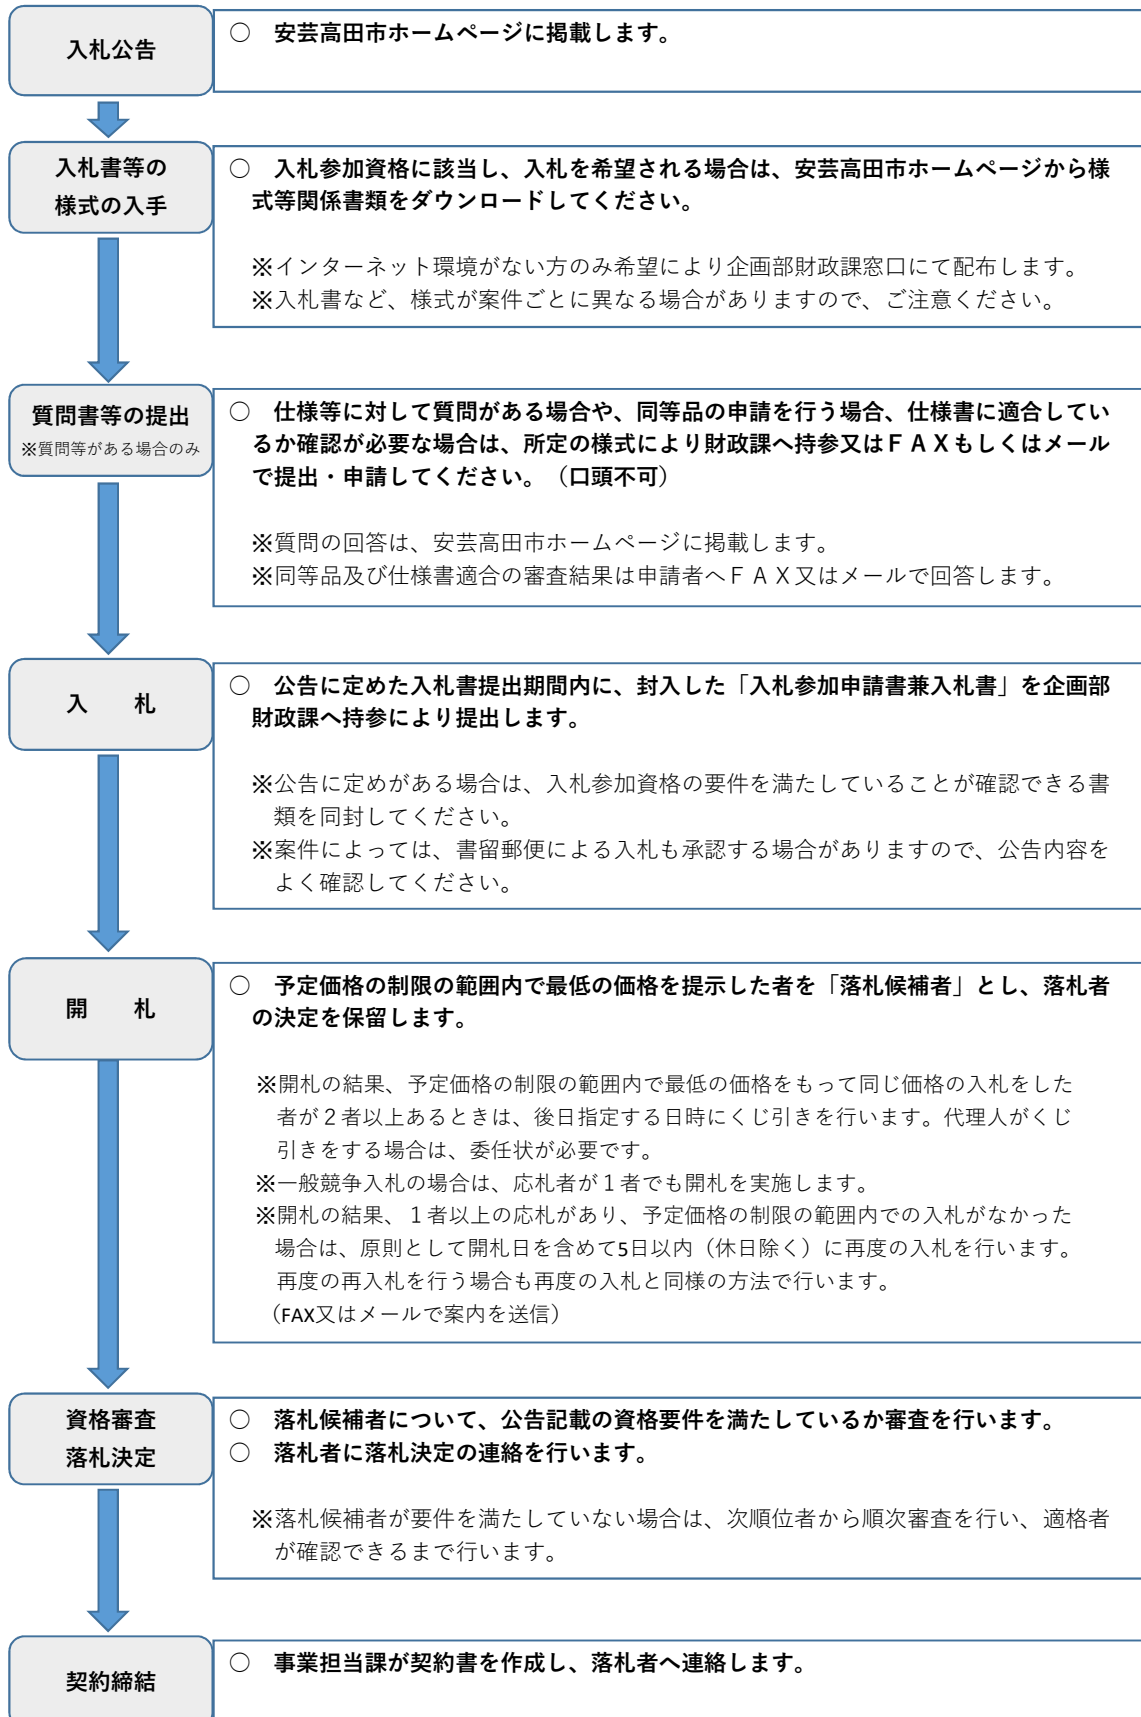 入札公告
○　安芸高田市ホームページに掲載します。
入札書等の
様式の入手
○　入札参加資格に該当し、入札を希望される場合は、安芸高田市ホームページから様
式等関係書類をダウンロードしてください。
※インターネット環境がない方のみ希望により企画部財政課窓口にて配布します。
※入札書など、様式が案件ごとに異なる場合がありますので、ご注意ください。
質問書等の提出
※質問等がある場合のみ
○　仕様等に対して質問がある場合や、同等品の申請を行う場合、仕様書に適合してい
るか確認が必要な場合は、所定の様式により財政課へ持参又はＦＡＸもしくはメール
で提出・申請してください。（口頭不可）
※質問の回答は、安芸高田市ホームページに掲載します。
※同等品及び仕様書適合の審査結果は申請者へＦＡＸ又はメールで回答します。
入　　札
○　公告に定めた入札書提出期間内に、封入した「入札参加申請書兼入札書」を企画部
財政課へ持参により提出します。
※公告に定めがある場合は、入札参加資格の要件を満たしていることが確認できる書
類を同封してください。
※案件によっては、書留郵便による入札も承認する場合がありますので、公告内容を
よく確認してください。
開　　札
○　予定価格の制限の範囲内で最低の価格を提示した者を「落札候補者」とし、落札者
の決定を保留します。
※開札の結果、予定価格の制限の範囲内で最低の価格をもって同じ価格の入札をした
者が２者以上あるときは、後日指定する日時にくじ引きを行います。代理人がくじ
引きをする場合は、委任状が必要です。
※一般競争入札の場合は、応札者が１者でも開札を実施します。
※開札の結果、１者以上の応札があり、予定価格の制限の範囲内での入札がなかった
場合は、原則として開札日を含めて5日以内（休日除く）に再度の入札を行います。
再度の再入札を行う場合も再度の入札と同様の方法で行います。
（FAX又はメールで案内を送信）
資格審査
落札決定
○　落札候補者について、公告記載の資格要件を満たしているか審査を行います。
○　落札者に落札決定の連絡を行います。
※落札候補者が要件を満たしていない場合は、次順位者から順次審査を行い、適格者
が確認できるまで行います。
契約締結
○　事業担当課が契約書を作成し、落札者へ連絡します。